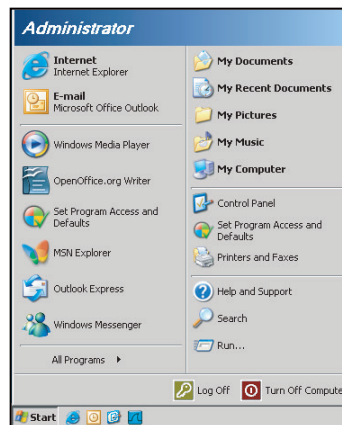 Administrator
Internet
Internet Explorer
E-mail
Microsoft Office Outlook
Windows Media Player
OpenOffice.org Writer
Set Program Access and
Defaults
MSN Explorer
Outlook Express
Windows Messenger
All Programs
My Documents
My Recent Documents
My Pictures
My Music
My Computer
Control Panel
Set Program Access and
Defaults
Printers and Faxes
Help and Support
Search
Run...
Log Off
Turn Off Compute
Start